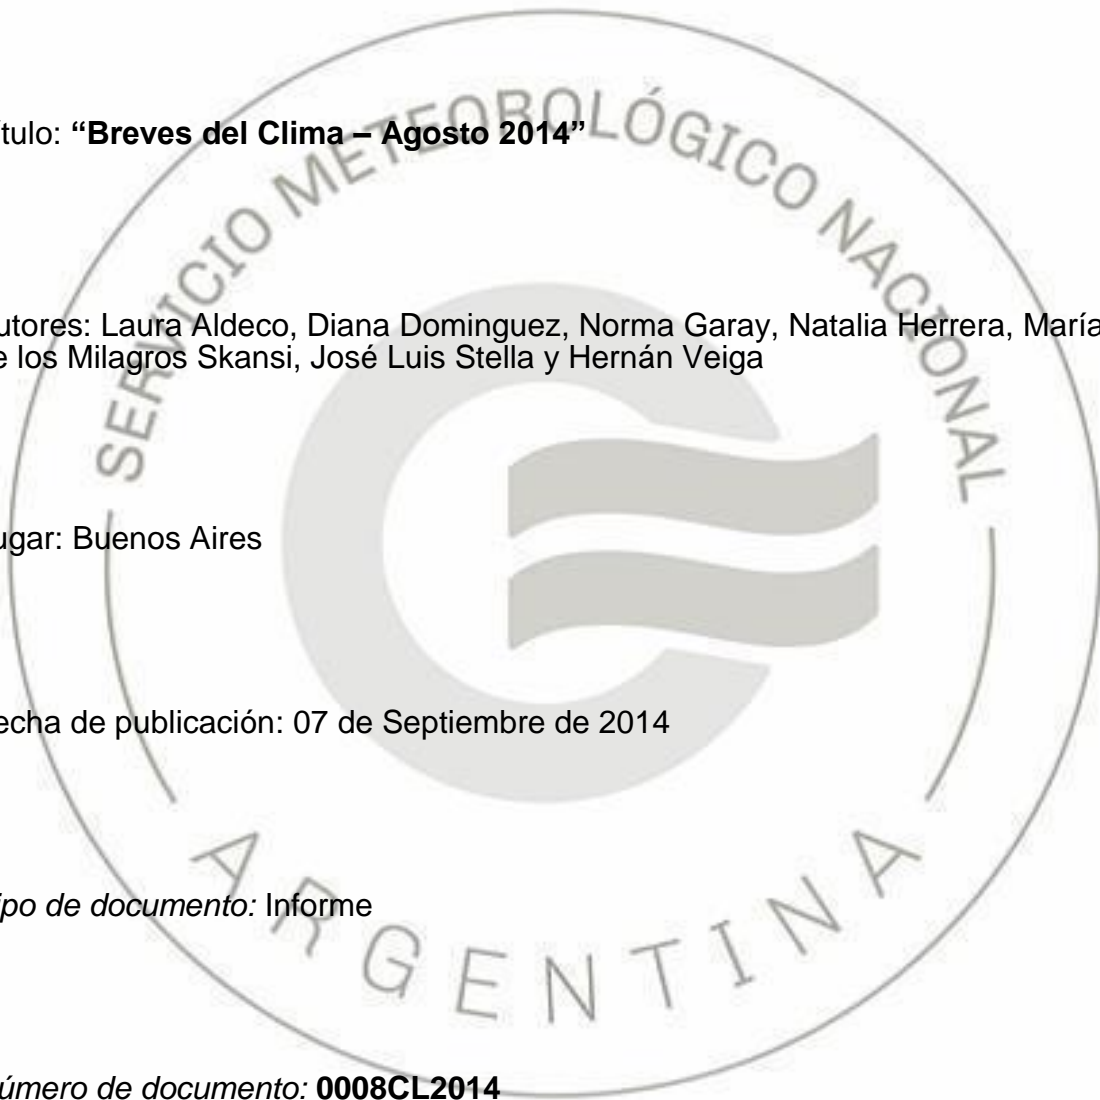 SERVICIO METEOROLÓGICO NACIONAL
ítulo: “Breves del Clima – Agosto 2014”
utores: Laura Aldeco, Diana Dominguez, Norma Garay, Natalia Herrera, María
e los Milagros Skansi, José Luis Stella y Hernán Veiga
ugar: Buenos Aires
echa de publicación: 07 de Septiembre de 2014
ipo de documento: Informe
ARGENTINA
úmero de documento: 0008CL2014